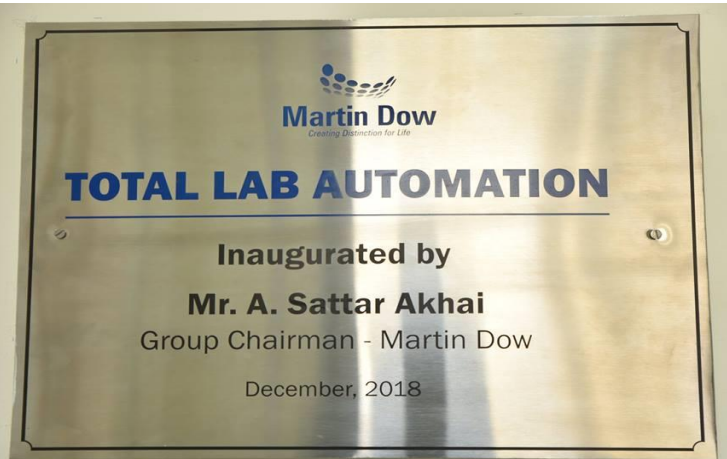 Martin Dow
Creating Distinction for Life
TOTAL LAB AUTOMATION
Inaugurated by
Mr. A. Sattar Akhai
Group Chairman - Martin Dow
December, 2018